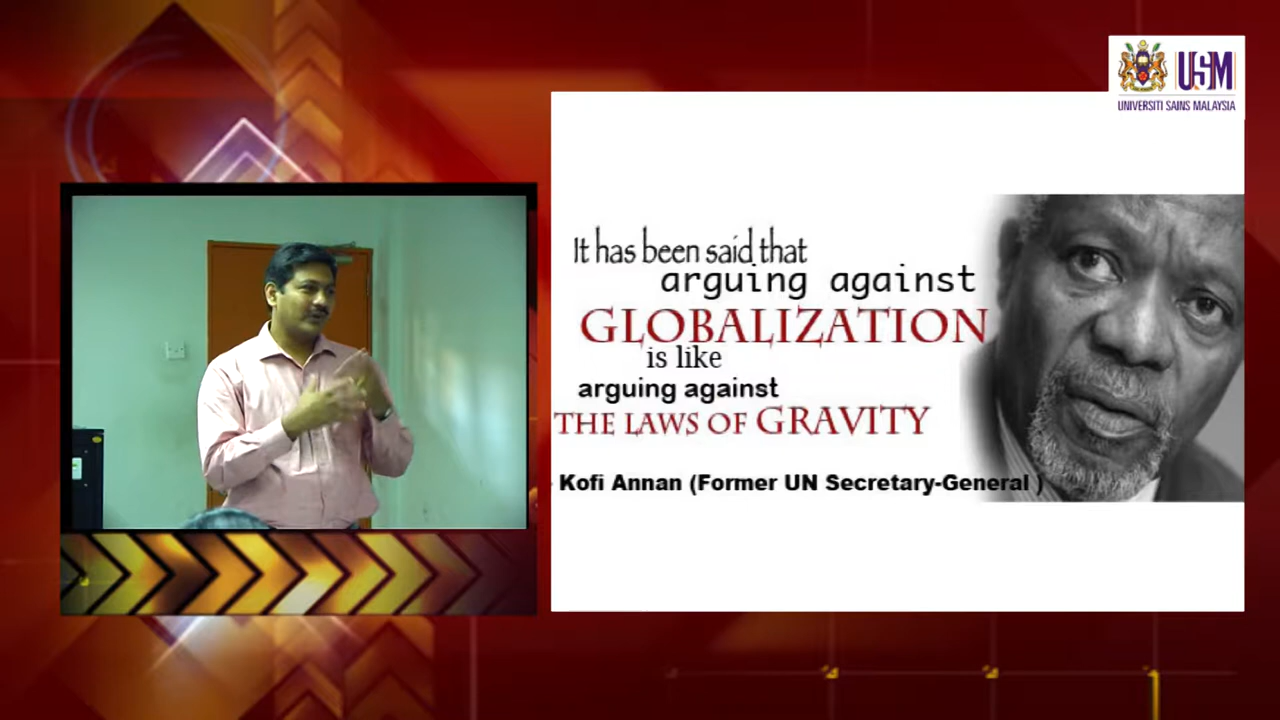 USM
UNIVERSITI SAINS MALAYSIA
It has been said that
arguing against
GLOBALIZATION
is like
arguing against
THE LAWS OF GRAVITY
- Kofi Annan (Former UN Secretary-General )